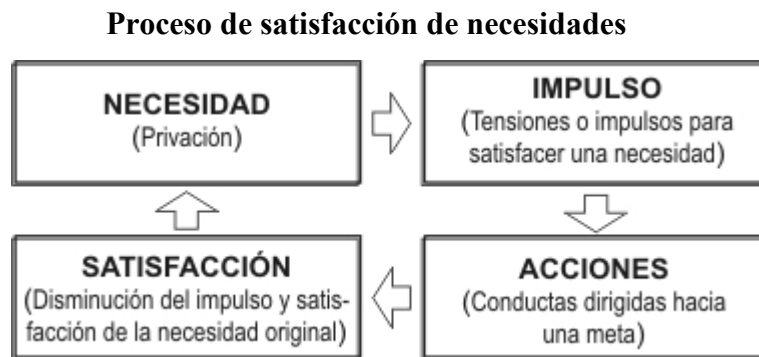 Proceso de satisfacción de necesidades
NECESIDAD
(Privación)
IMPULSO
(Tensiones o impulsos para
satisfacer una necesidad)
SATISFACCIÓN
(Disminución del impulso y satis-
facción de la necesidad original)
ACCIONES
(Conductas dirigidas hacia
una meta)